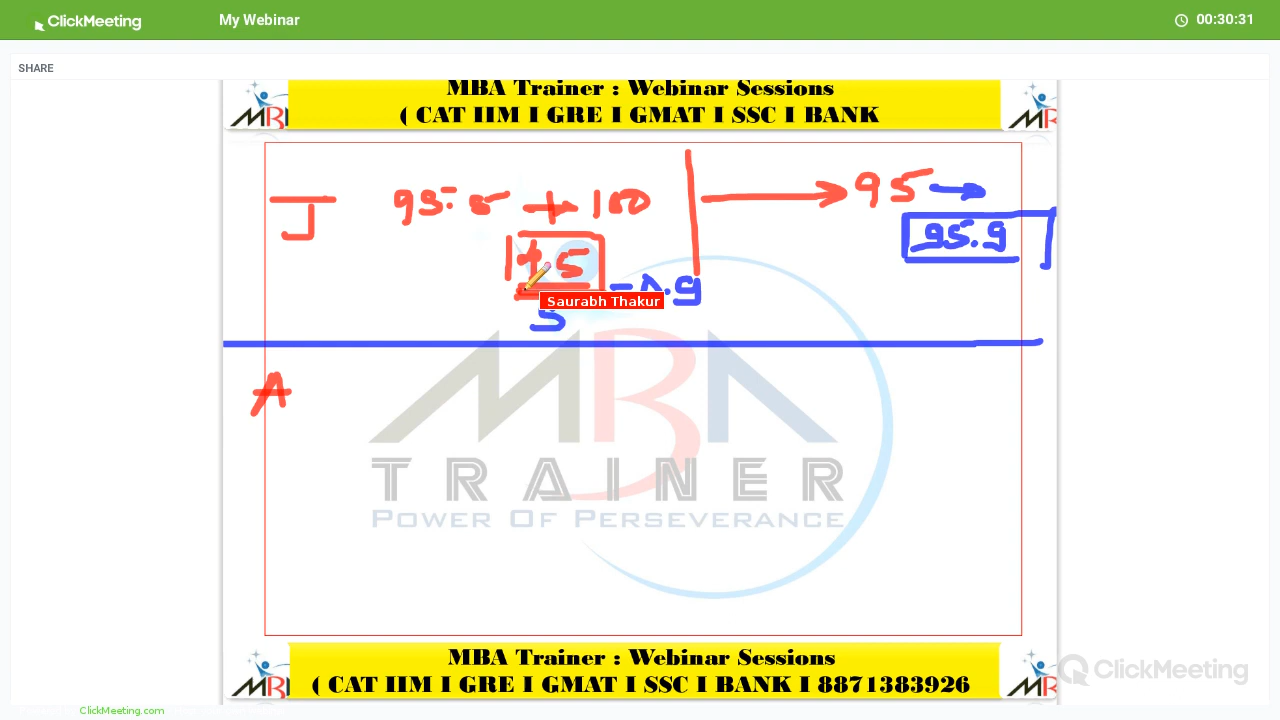 ClickMeeting My Webinar 00:30:31
SHARE
MBA Trainer : Webinar Sessions
( CAT IIM I GRE I GMAT I SSC I BANK
J 95.5 + 100 95
+5 95.9
Saurabh Thakur
5
A
MBA
TRAINER
POWER OF PERSEVERANCE
MBA Trainer : Webinar Sessions
( CAT IIM I GRE I GMAT I SSC I BANK I 8871383926
ClickMeeting
ClickMeeting.com